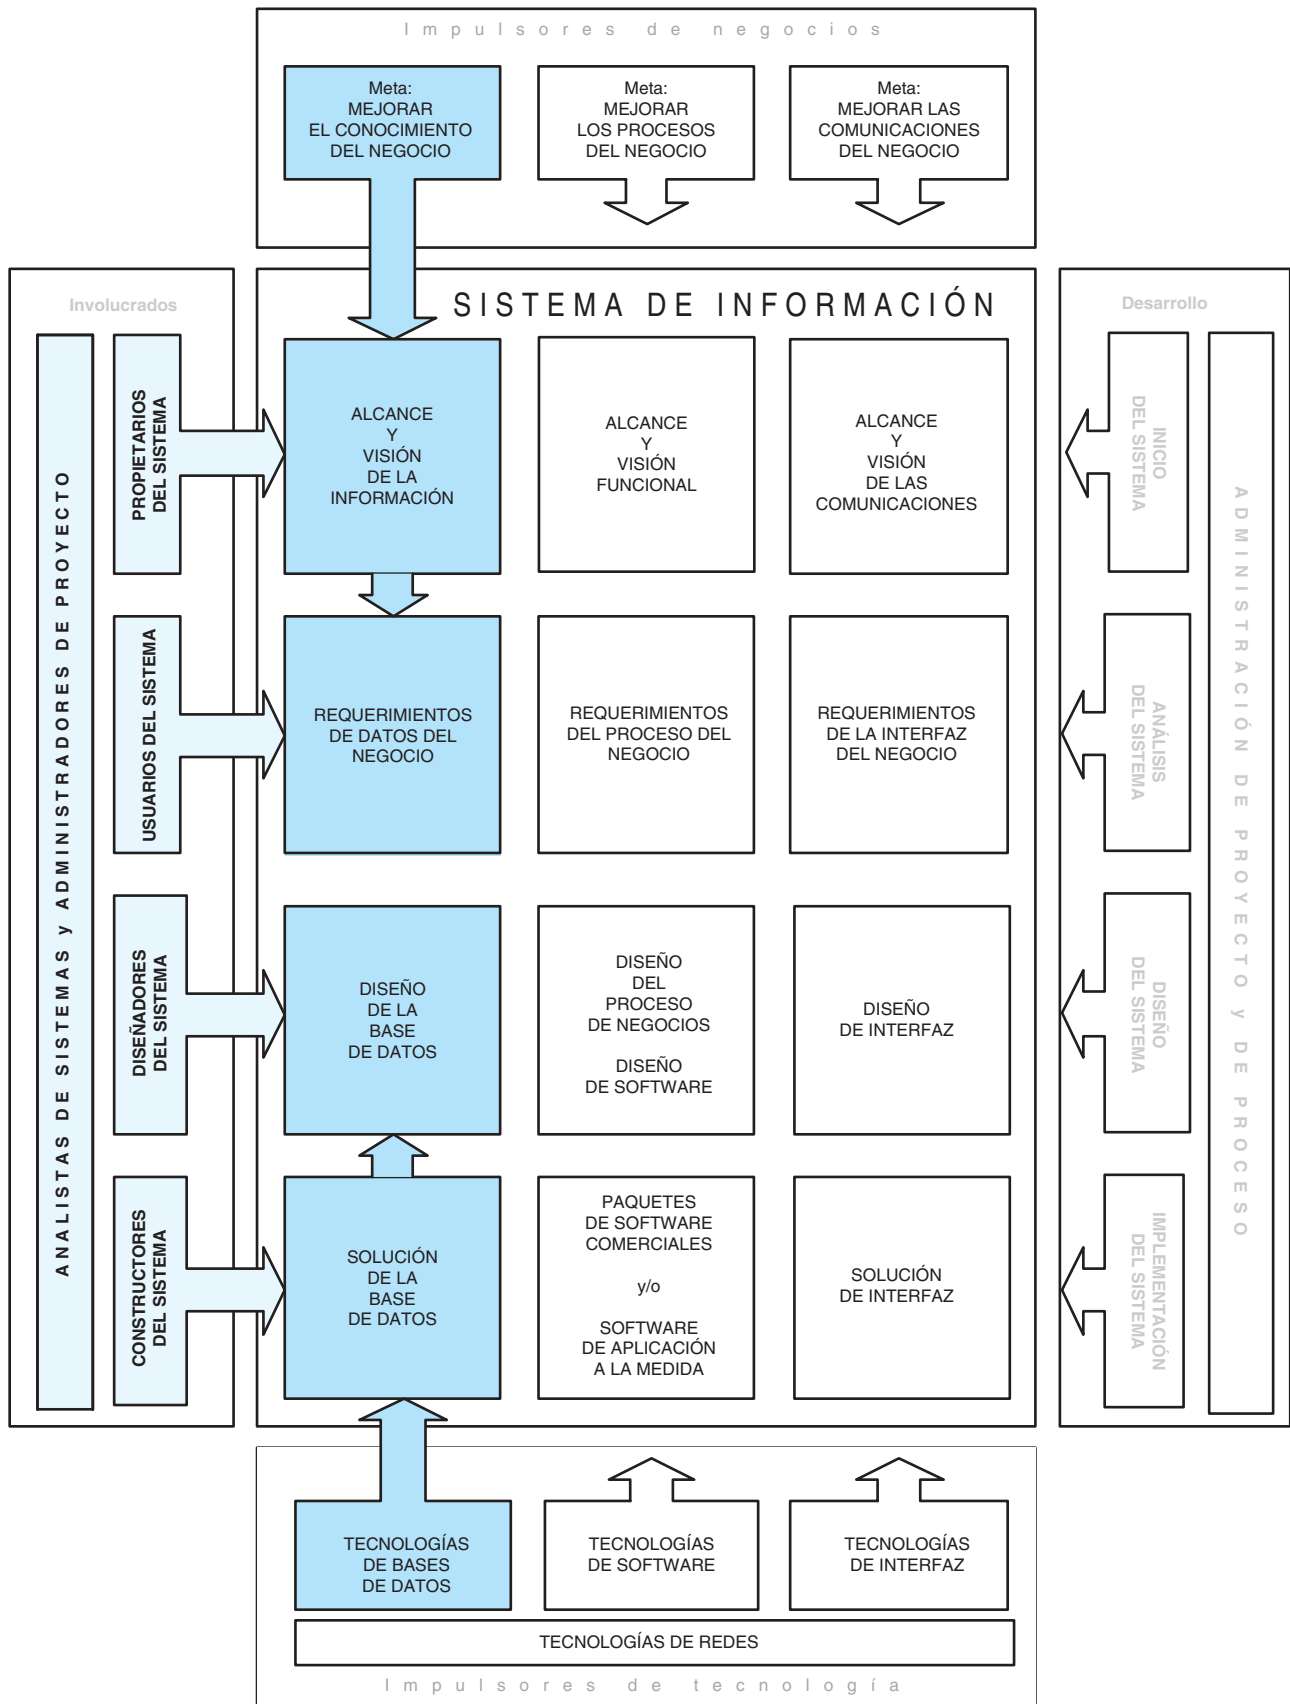 Impulsores de negocios
Meta:
MEJORAR
EL CONOCIMIENTO
DEL NEGOCIO
Meta:
MEJORAR
LOS PROCESOS
DEL NEGOCIO
Meta:
MEJORAR LAS
COMUNICACIONES
DEL NEGOCIO
Involucrados
ANALISTAS DE SISTEMAS y ADMINISTRADORES DE PROYECTO
PROPIETARIOS
DEL SISTEMA
USUARIOS DEL SISTEMA
DISEÑADORES
DEL SISTEMA
CONSTRUCTORES
DEL SISTEMA
SISTEMA DE INFORMACIÓN
ALCANCE
Y
VISIÓN
DE LA
INFORMACIÓN
ALCANCE
Y
VISIÓN
FUNCIONAL
ALCANCE
Y
VISIÓN
DE LAS
COMUNICACIONES
REQUERIMIENTOS
DE DATOS DEL
NEGOCIO
REQUERIMIENTOS
DEL PROCESO DEL
NEGOCIO
REQUERIMIENTOS
DE LA INTERFAZ
DEL NEGOCIO
DISEÑO
DE LA
BASE
DE DATOS
DISEÑO
DEL
PROCESO
DE NEGOCIOS
DISEÑO
DE SOFTWARE
DISEÑO
DE INTERFAZ
SOLUCIÓN
DE LA
BASE
DE DATOS
PAQUETES
DE SOFTWARE
COMERCIALES
y/o
SOFTWARE
DE APLICACIÓN
A LA MEDIDA
SOLUCIÓN
DE INTERFAZ
Desarrollo
INICIO
DEL SISTEMA
ANÁLISIS
DEL SISTEMA
DISEÑO
DEL SISTEMA
IMPLEMENTACIÓN
DEL SISTEMA
ADMINISTRACIÓN DE PROYECTO y DE PROCESO
TECNOLOGÍAS
DE BASES
DE DATOS
TECNOLOGÍAS
DE SOFTWARE
TECNOLOGÍAS
DE INTERFAZ
TECNOLOGÍAS DE REDES
Impulsores de tecnología